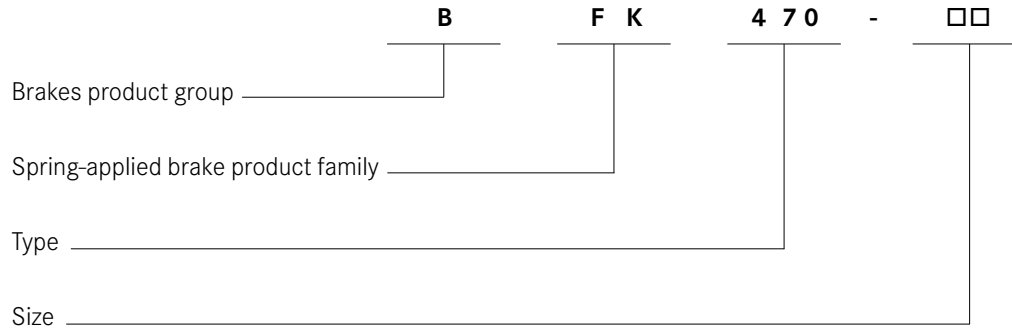 B F K 4 7 0 - □□
Brakes product group
Spring-applied brake product family
Type
Size